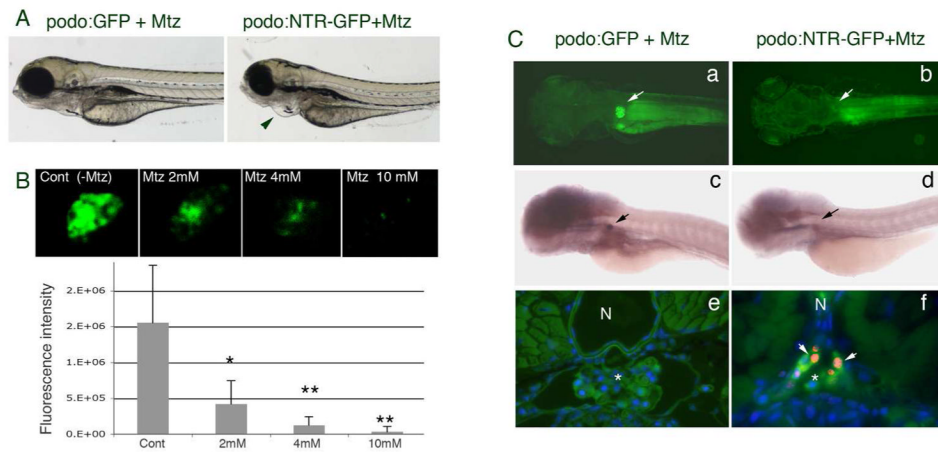 A
podo:GFP + Mtz
podo:NTR-GFP+Mtz
B
Cont (-Mtz)
Mtz 2mM
Mtz 4mM
Mtz 10 mM
Fluorescence intensity
2.E+06
2.E+06
1.E+06
5.E+05
0.E+00
*
**
**
Cont
2mM
4mM
10mM
C
podo:GFP + Mtz
podo:NTR-GFP+Mtz
a
b
c
d
e
N
*
f
N
*